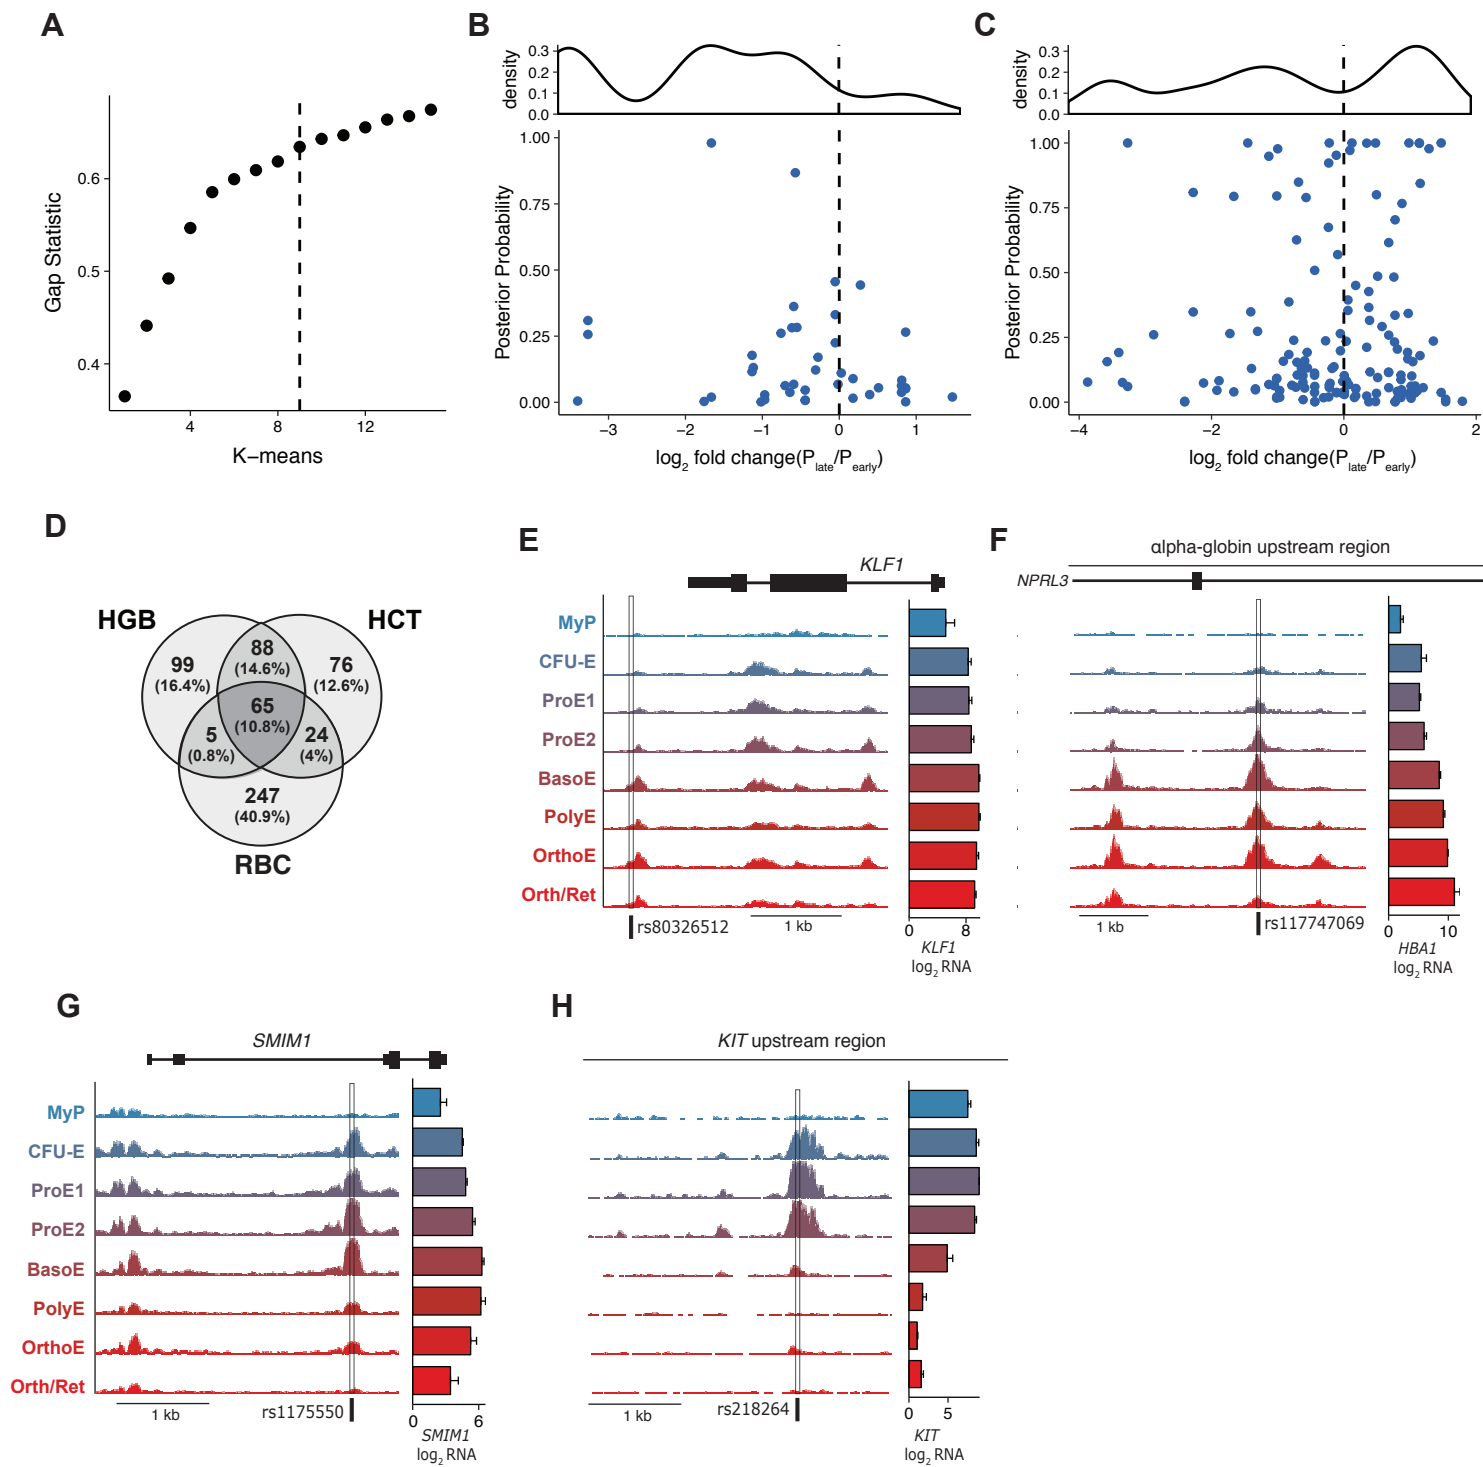 A
Gap Statistic
0.6
0.5
0.4
4
8
12
K−means
B
density
0.3
0.2
0.1
0.0
Posterior Probability
1.00
0.75
0.50
0.25
0.00
−3
−2
−1
0
1
log2 fold change(Plate/Pearly)
C
density
0.3
0.2
0.1
0.0
Posterior Probability
1.00
0.75
0.50
0.25
0.00
−4
−2
0
2
log2 fold change(Plate/Pearly)
D
HGB
HCT
99
(16.4%)
88
(14.6%)
76
(12.6%)
65
(10.8%)
5
(0.8%)
24
(4%)
247
(40.9%)
RBC
E
KLF1
MyP
CFU-E
ProE1
ProE2
BasoE
PolyE
OrthoE
Orth/Ret
rs80326512
1 kb
0
8
KLF1
log2 RNA
F
αlpha-globin upstream region
NPRL3
1 kb
rs117747069
0
10
HBA1
log2 RNA
G
SMIM1
MyP
CFU-E
ProE1
ProE2
BasoE
PolyE
OrthoE
Orth/Ret
1 kb
rs1175550
0
6
SMIM1
log2 RNA
H
KIT upstream region
1 kb
rs218264
0
5
KIT
log2 RNA